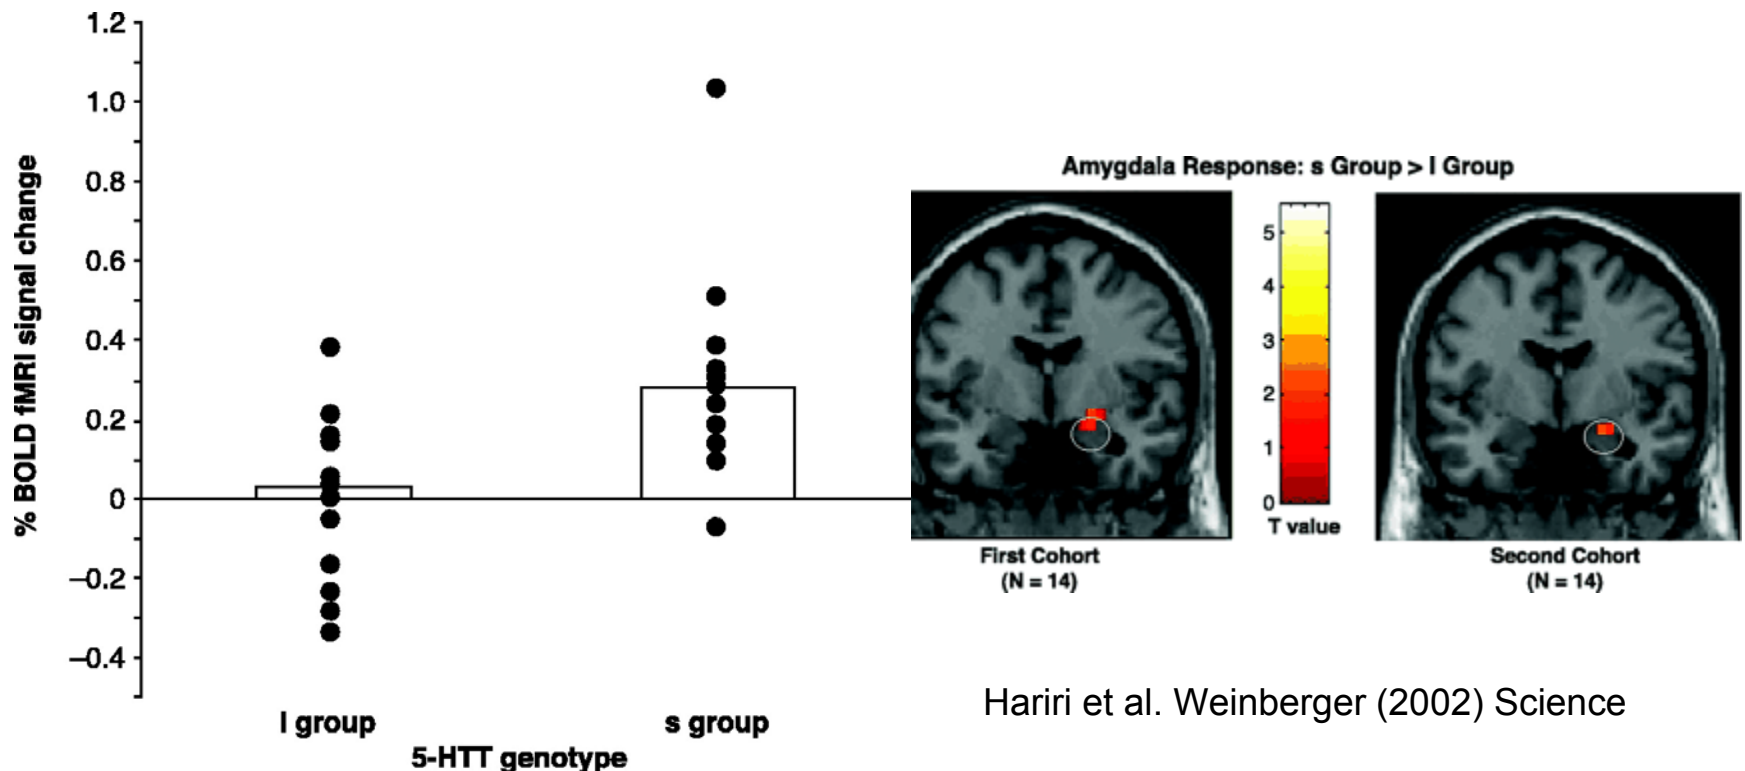 % BOLD fMRI signal change
1.2
1.0
0.8
0.6
0.4
0.2
0
–0.2
–0.4
l group
s group
5-HTT genotype
Amygdala Response: s Group > l Group
5
4
3
2
1
0
T value
First Cohort
(N = 14)
Second Cohort
(N = 14)
Hariri et al. Weinberger (2002) Science